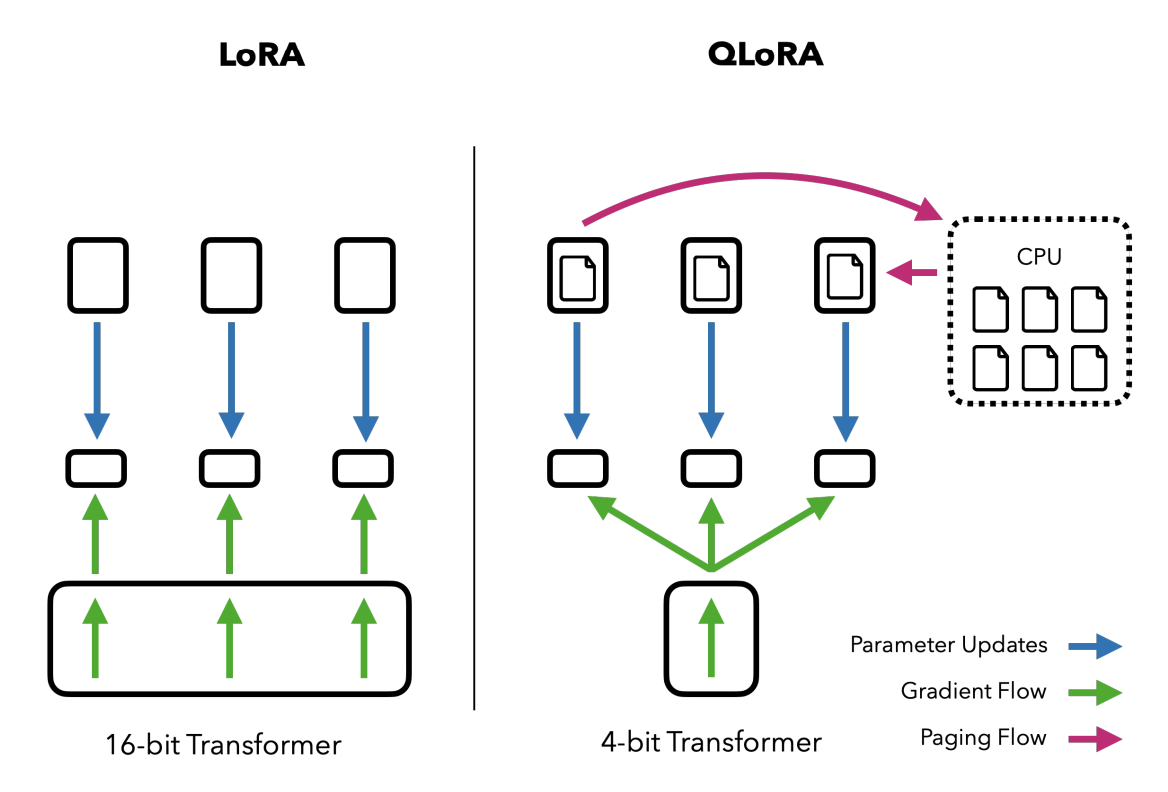 LoRA
QLoRA
CPU
Parameter Updates
Gradient Flow
Paging Flow
16-bit Transformer
4-bit Transformer